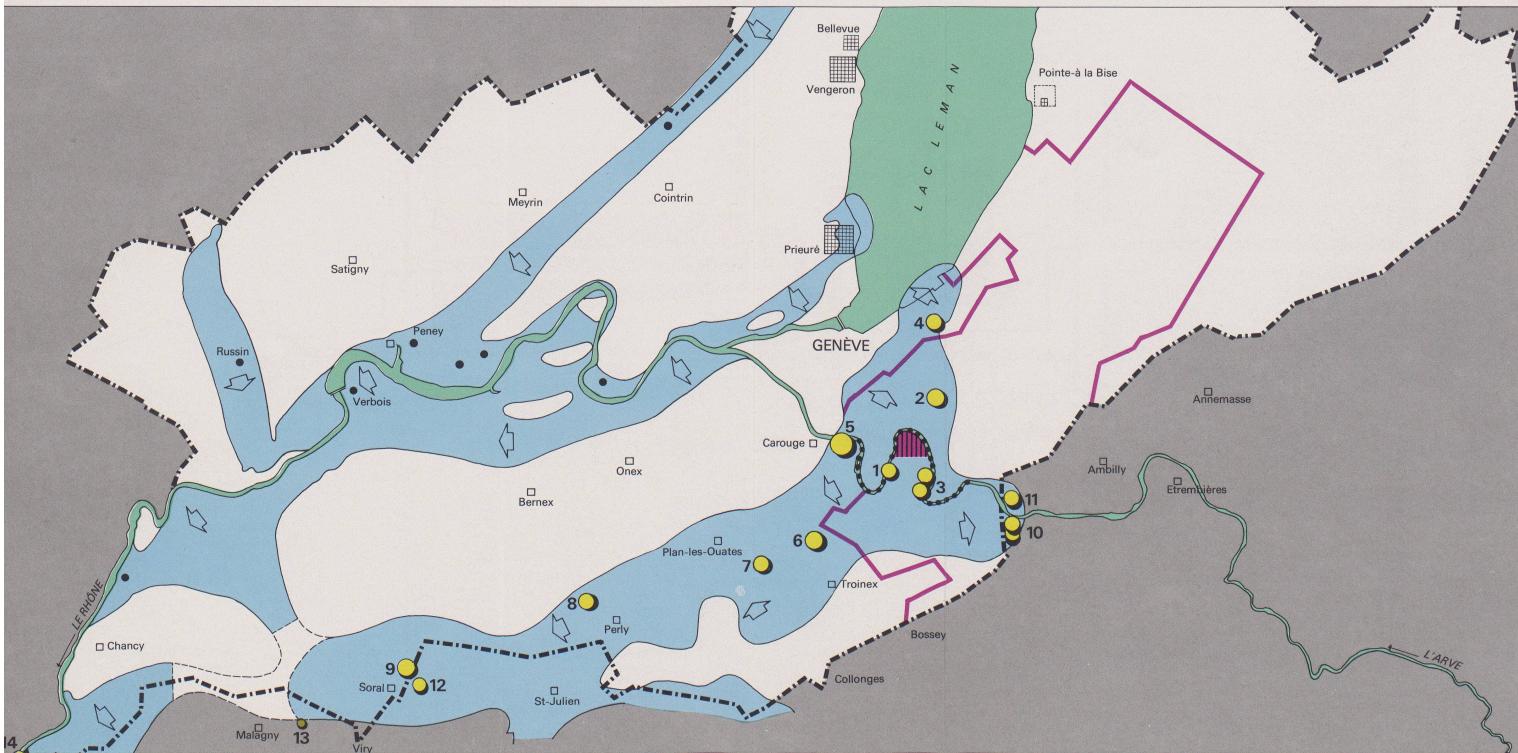 Bellevue
Vengeron
LAC LEMAN
Pointe-à la Bise
Meyrin
Cointrin
Satigny
Prieuré
Peney
Russin
Verbois
GENÈVE
4
2
5
Carouge
1
3
Annemasse
Ambilly
Etrembières
11
10
Onex
Bernex
Plan-les-Ouates
6
7
Troinex
8
Perly
Bossey
LE RHÔNE
Chancy
9
Soral
12
St-Julien
Collonges
L'ARVE
Malagny
13
Viry
14